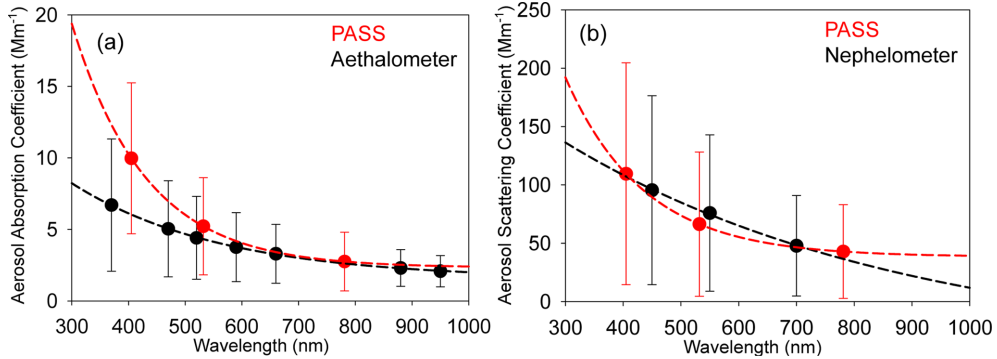 (a)
PASS
Aethalometer
Aerosol Absorption Coefficient (Mm⁻¹)
20
15
10
5
0
300 400 500 600 700 800 900 1000
Wavelength (nm)
(b)
PASS
Nephelometer
Aerosol Scattering Coefficient (Mm⁻¹)
250
200
150
100
50
0
300 400 500 600 700 800 900 1000
Wavelength (nm)